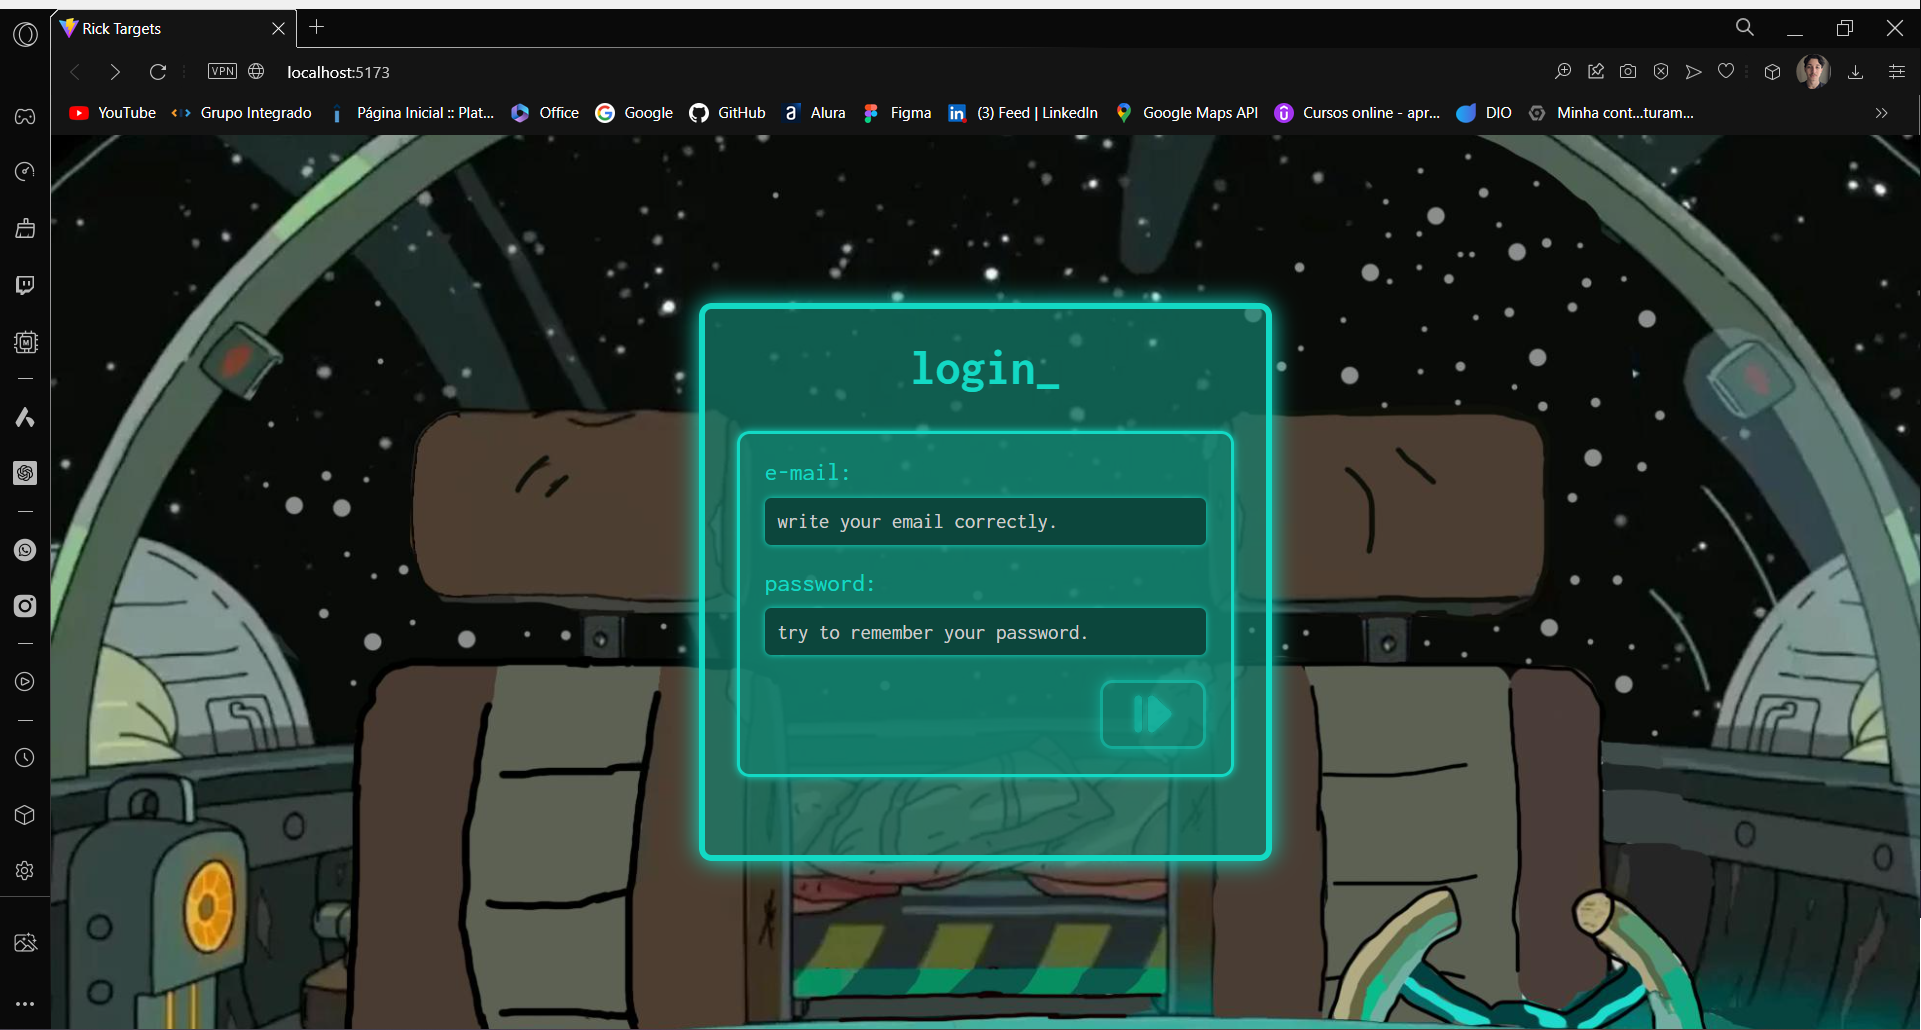 Rick Targets
VPN
localhost:5173
YouTube
Grupo Integrado
Página Inicial :: Plat...
Office
Google
GitHub
Alura
Figma
(3) Feed | LinkedIn
Google Maps API
Cursos online - apr...
DIO
Minha cont...turam...
login_
e-mail:
write your email correctly.
password:
try to remember your password.